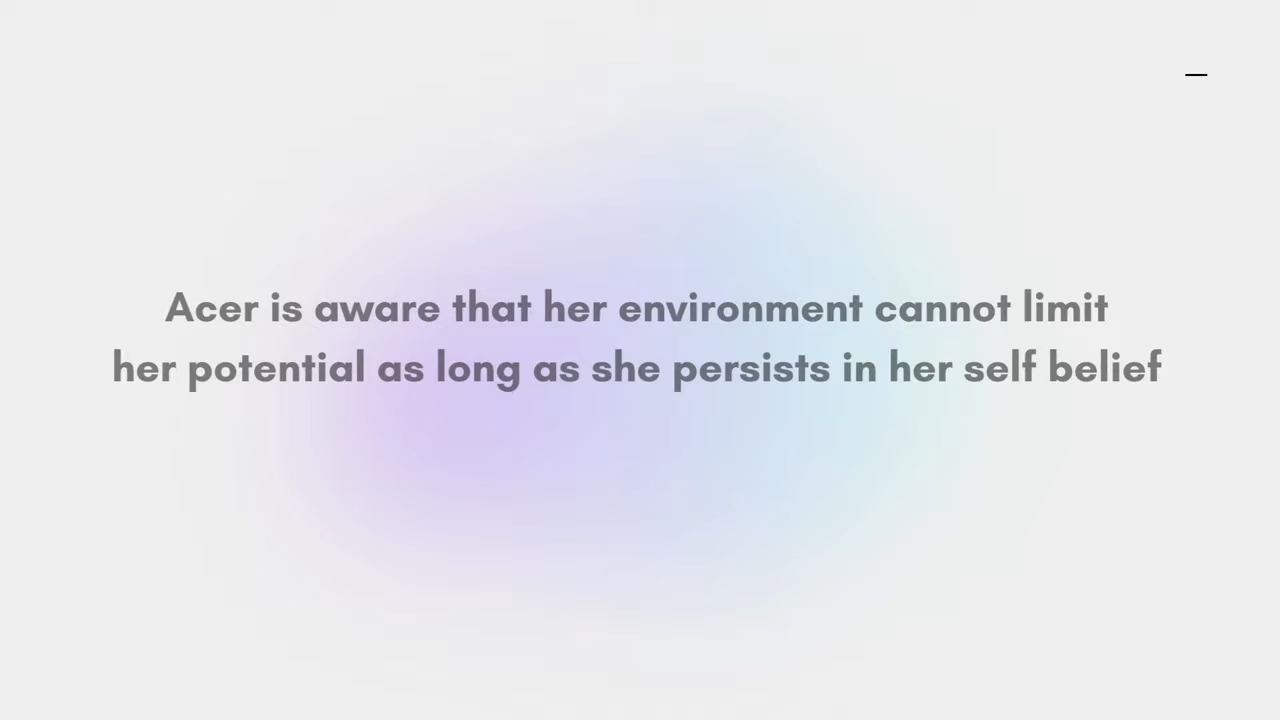 Acer is aware that her environment cannot limit
her potential as long as she persists in her self belief